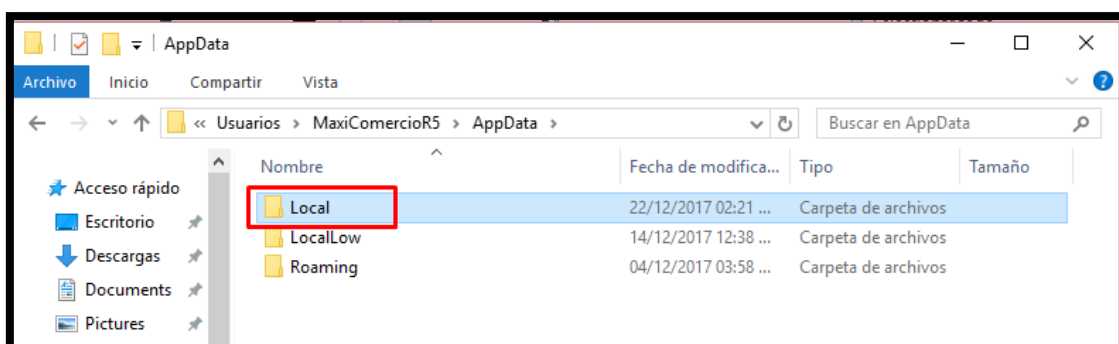 AppData
Archivo Inicio Compartir Vista
« Usuarios > MaxiComercioR5 > AppData > Buscar en AppData
Nombre Fecha de modifica... Tipo Tamaño
Acceso rápido
Escritorio
Descargas
Documents
Pictures
Local 22/12/2017 02:21 ... Carpeta de archivos
LocalLow 14/12/2017 12:38 ... Carpeta de archivos
Roaming 04/12/2017 03:58 ... Carpeta de archivos